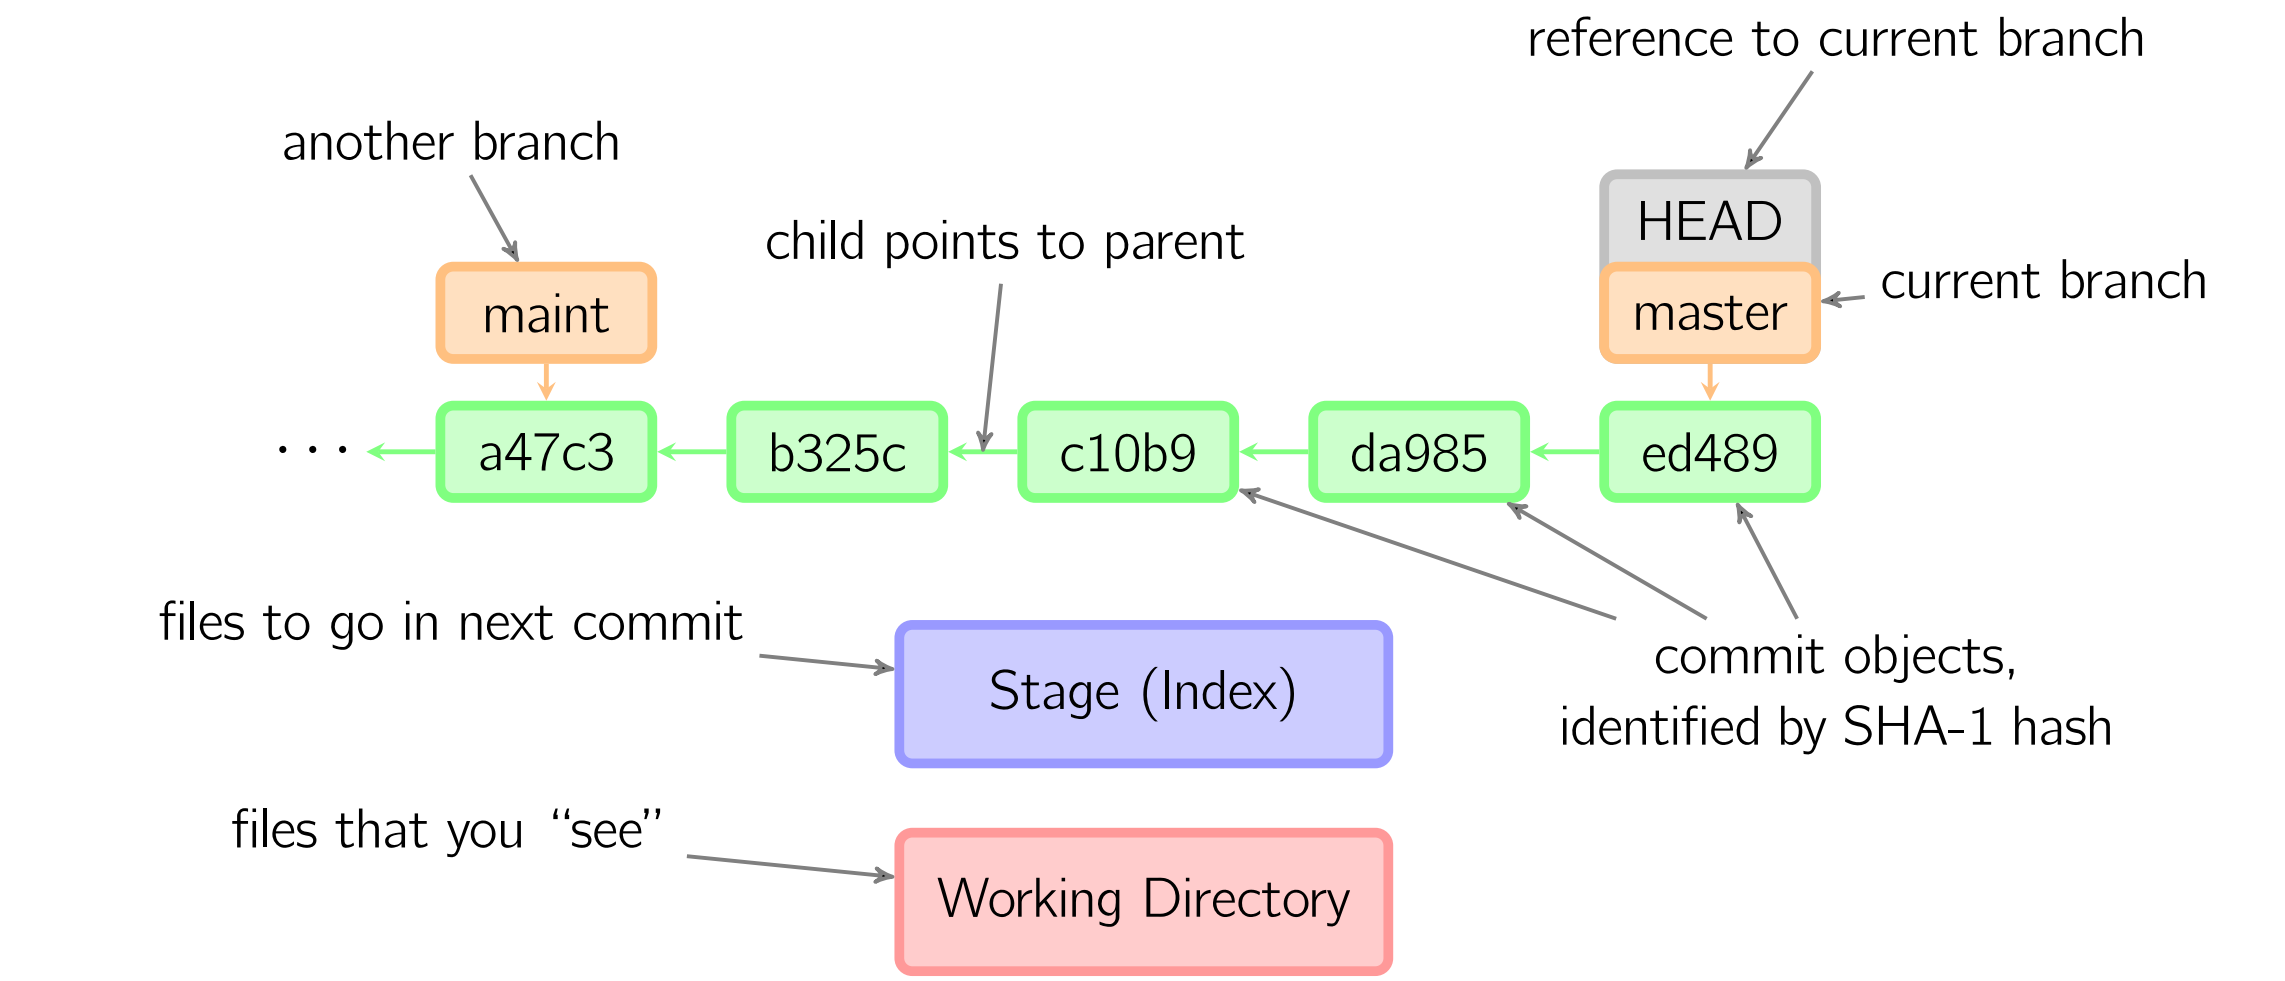 reference to current branch
another branch
child points to parent
HEAD
current branch
maint
master
...
a47c3
b325c
c10b9
da985
ed489
files to go in next commit
Stage (Index)
commit objects,
identified by SHA-1 hash
files that you “see”
Working Directory